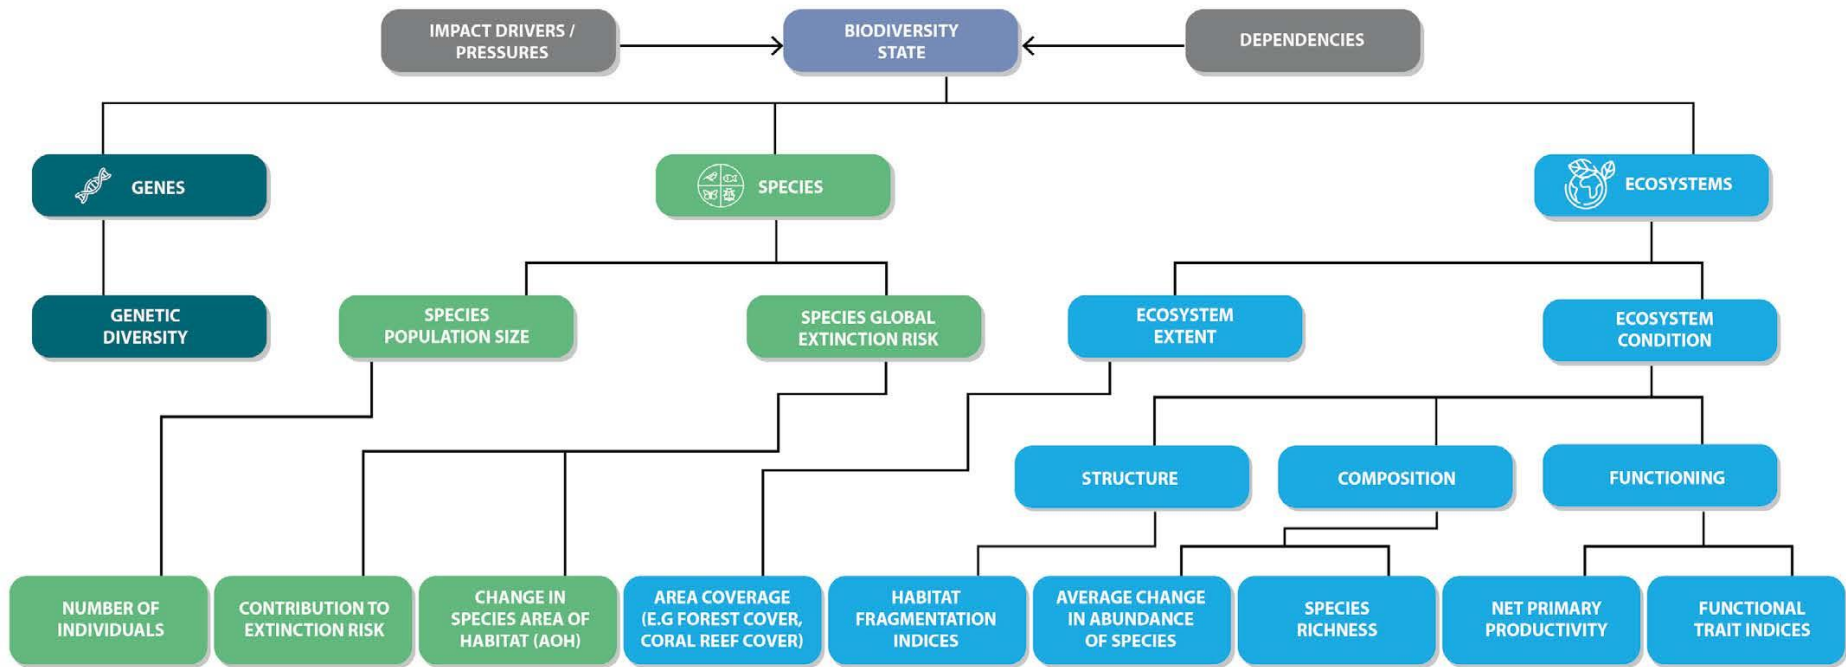 IMPACT DRIVERS /
PRESSURES
BIODIVERSITY
STATE
DEPENDENCIES
GENES
SPECIES
ECOSYSTEMS
GENETIC
DIVERSITY
SPECIES
POPULATION SIZE
SPECIES GLOBAL
EXTINCTION RISK
ECOSYSTEM
EXTENT
ECOSYSTEM
CONDITION
STRUCTURE
COMPOSITION
FUNCTIONING
NUMBER OF
INDIVIDUALS
CONTRIBUTION TO
EXTINCTION RISK
CHANGE IN
SPECIES AREA OF
HABITAT (AOH)
AREA COVERAGE
(E.G FOREST COVER,
CORAL REEF COVER)
HABITAT
FRAGMENTATION
INDICES
AVERAGE CHANGE
IN ABUNDANCE
OF SPECIES
SPECIES
RICHNESS
NET PRIMARY
PRODUCTIVITY
FUNCTIONAL
TRAIT INDICES